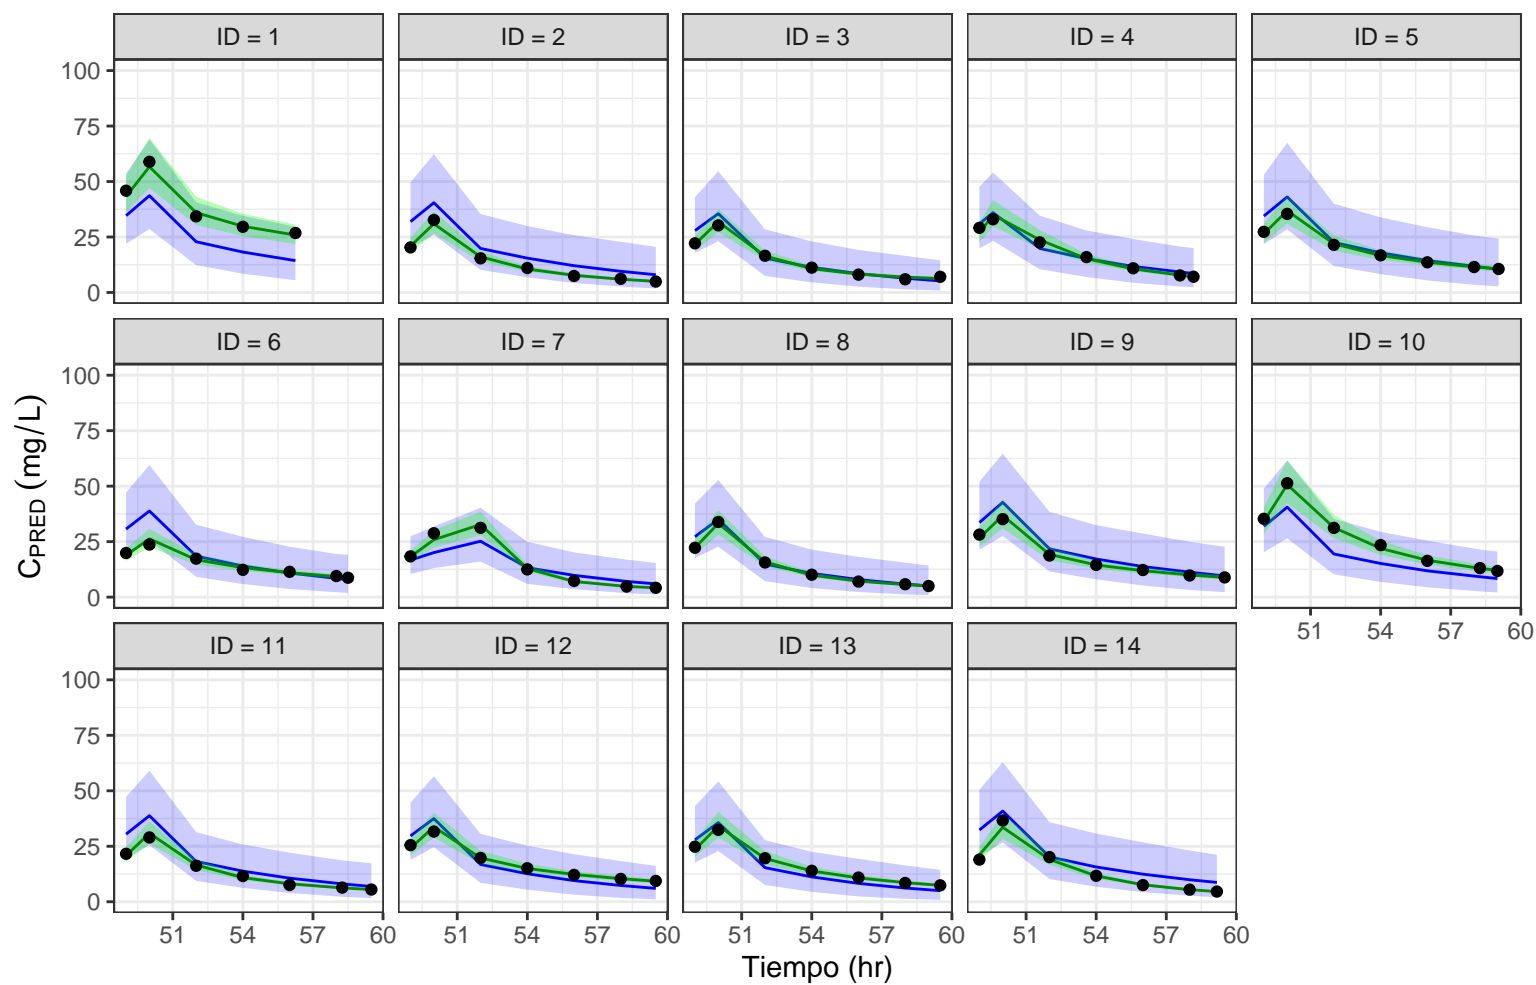 ID = 1 ID = 2 ID = 3 ID = 4 ID = 5
100
75
50
25
0
ID = 6 ID = 7 ID = 8 ID = 9 ID = 10
100
75
50
25
0
51 54 57 60
ID = 11 ID = 12 ID = 13 ID = 14
100
75
50
25
0
51 54 57 60 51 54 57 60 51 54 57 60 51 54 57 60
Tiempo (hr)
CPRED (mg/L)